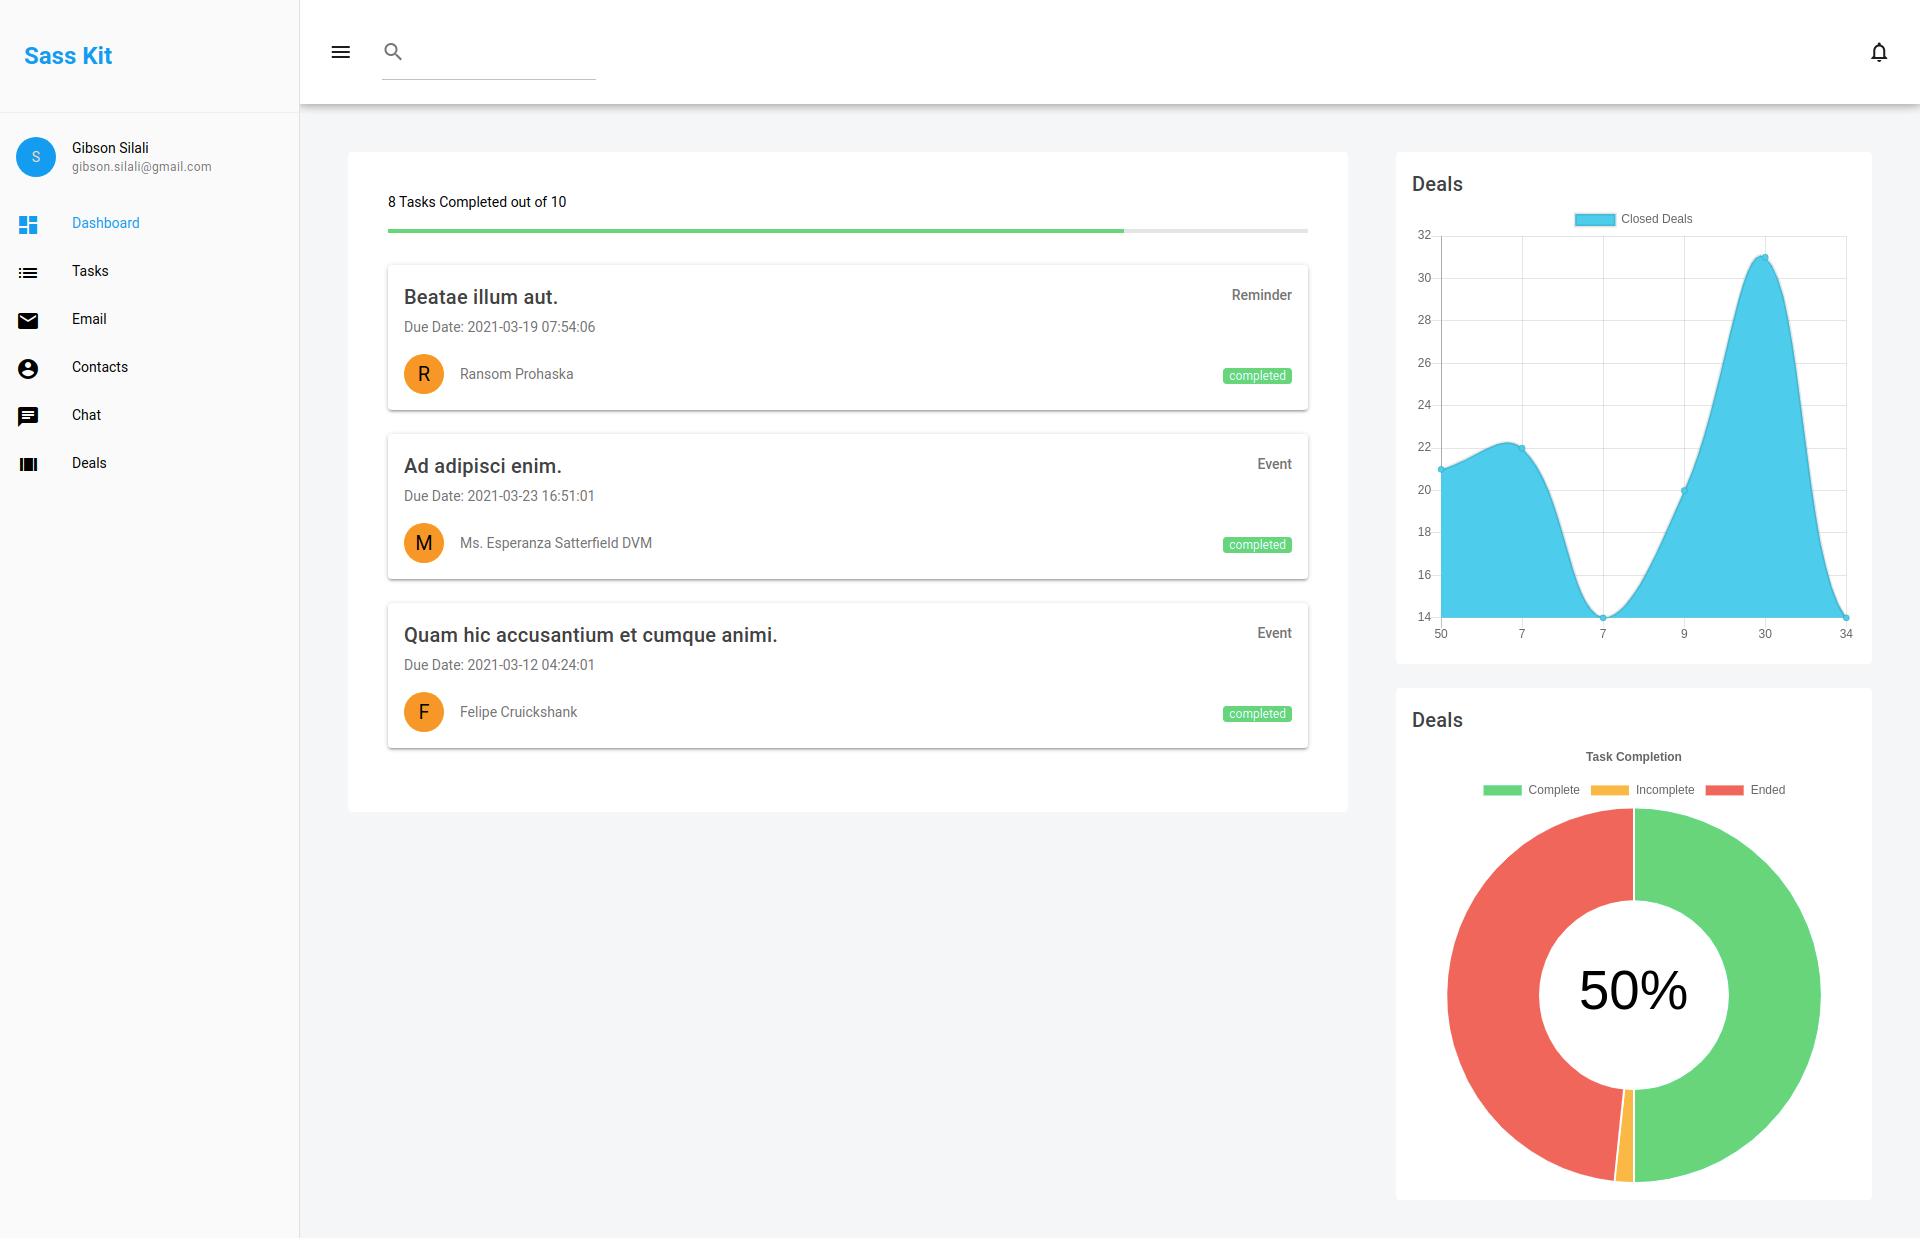 Sass Kit
S
Gibson Silali
gibson.silali@gmail.com
Dashboard
Tasks
Email
Contacts
Chat
Deals
8 Tasks Completed out of 10
Beatae illum aut.
Reminder
Due Date: 2021-03-19 07:54:06
R
Ransom Prohaska
completed
Ad adipisci enim.
Event
Due Date: 2021-03-23 16:51:01
M
Ms. Esperanza Satterfield DVM
completed
Quam hic accusantium et cumque animi.
Event
Due Date: 2021-03-12 04:24:01
F
Felipe Cruickshank
completed
Deals
Closed Deals
32
30
28
26
24
22
20
18
16
14
50 7 7 9 30 34
Deals
Task Completion
Complete Incomplete Ended
50%